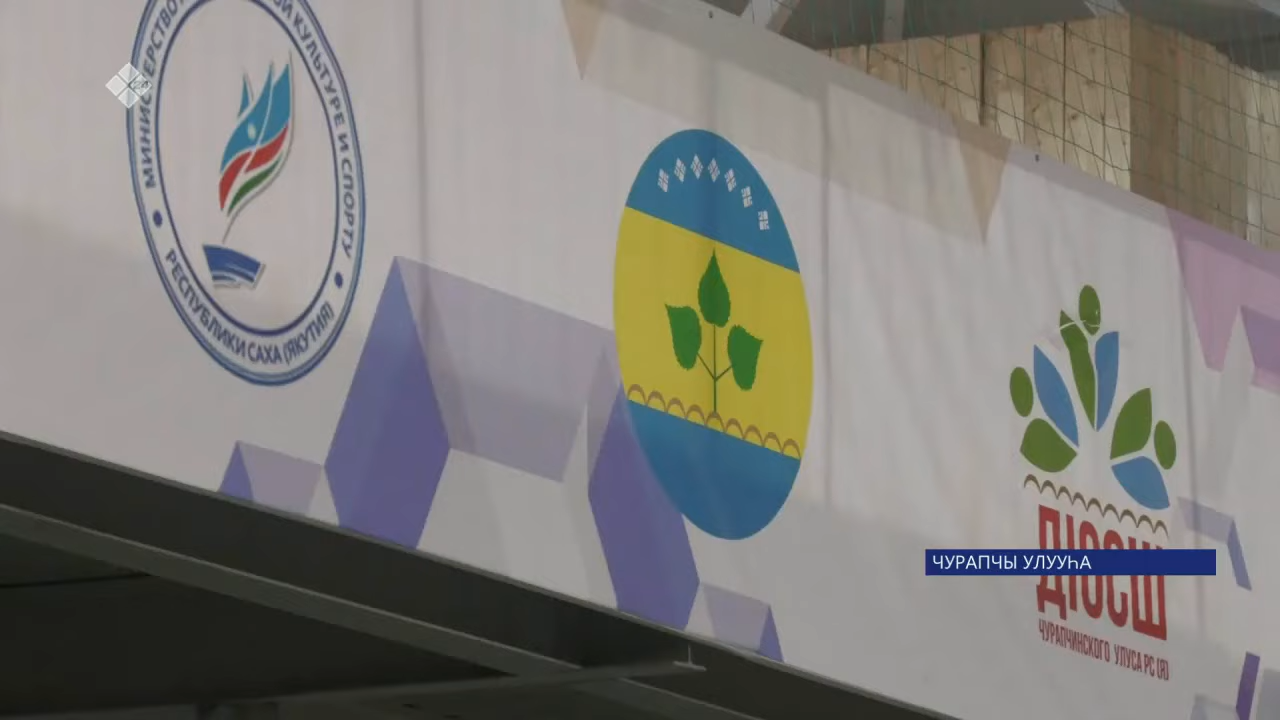 КУЛЬТУРЕ И СПОРТУ
РЕСПУБЛИКИ САХА (ЯКУТИЯ)
ЧУРАПЧЫ УЛУУҺА
ДЮСШ
ЧУРАПЧИНСКОГО УЛУСА РС (Я)